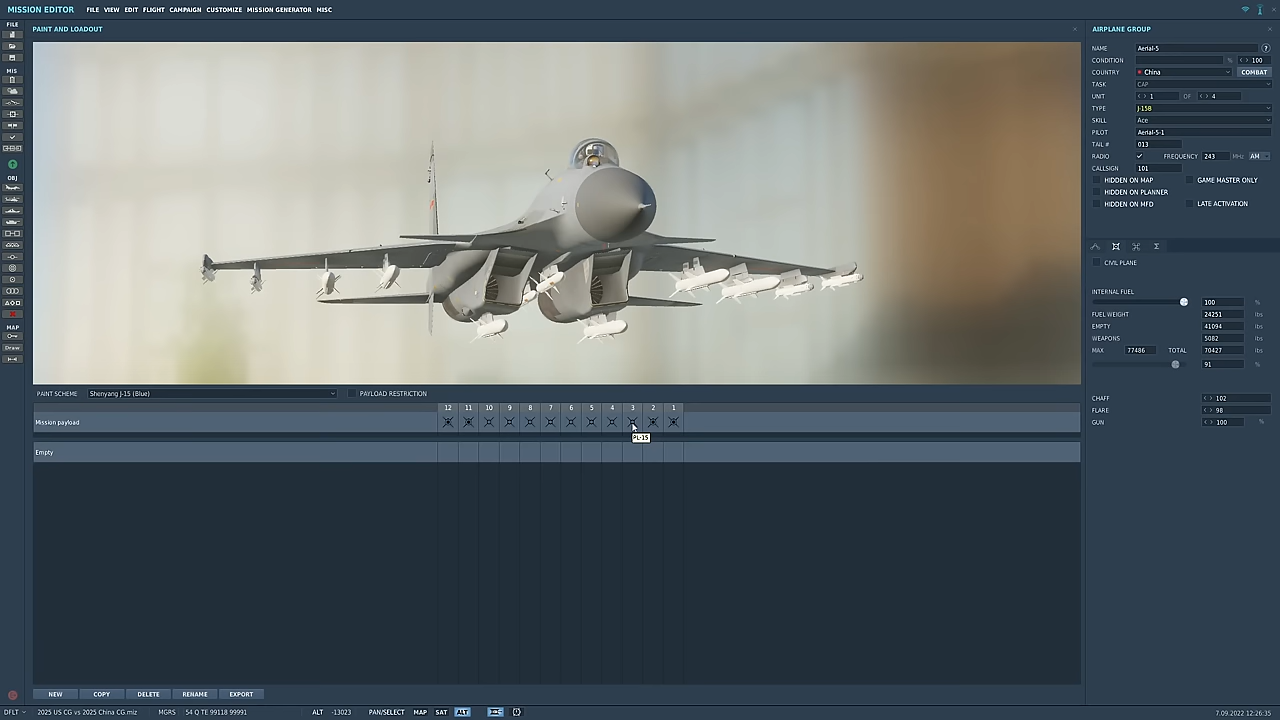 MISSION EDITOR FILE VIEW EDIT FLIGHT CAMPAIGN CUSTOMIZE MISSION GENERATOR MISC
FILE
MIS
OBJ
MAP
Draw
PAINT AND LOADOUT
PAINT SCHEME Shenyang J-15 (Blue) PAYLOAD RESTRICTION
12 11 10 9 8 7 6 5 4 3 2 1
Mission payload
PL-15
Empty
NEW COPY DELETE RENAME EXPORT
AIRPLANE GROUP
NAME Aerial-5 ?
CONDITION % < > 100
COUNTRY China COMBAT
TASK CAP
UNIT < > 1 OF < > 4
TYPE J-15B
SKILL Ace
PILOT Aerial-5-1
TAIL # 013
RADIO FREQUENCY 243 MHz AM
CALLSIGN 101
HIDDEN ON MAP GAME MASTER ONLY
HIDDEN ON PLANNER
HIDDEN ON MFD LATE ACTIVATION
Σ
CIVIL PLANE
INTERNAL FUEL
100 %
FUEL WEIGHT 24251 lbs
EMPTY 41094 lbs
WEAPONS 5082 lbs
MAX 77486 TOTAL 70427 lbs
91 %
CHAFF < > 102
FLARE < > 98
GUN < > 100 %
DFLT 2025 US CG vs 2025 China CG.miz MGRS 54 Q TE 99118 99991 ALT -13023 PAN/SELECT MAP SAT ALT 7.09.2022 12:26:35